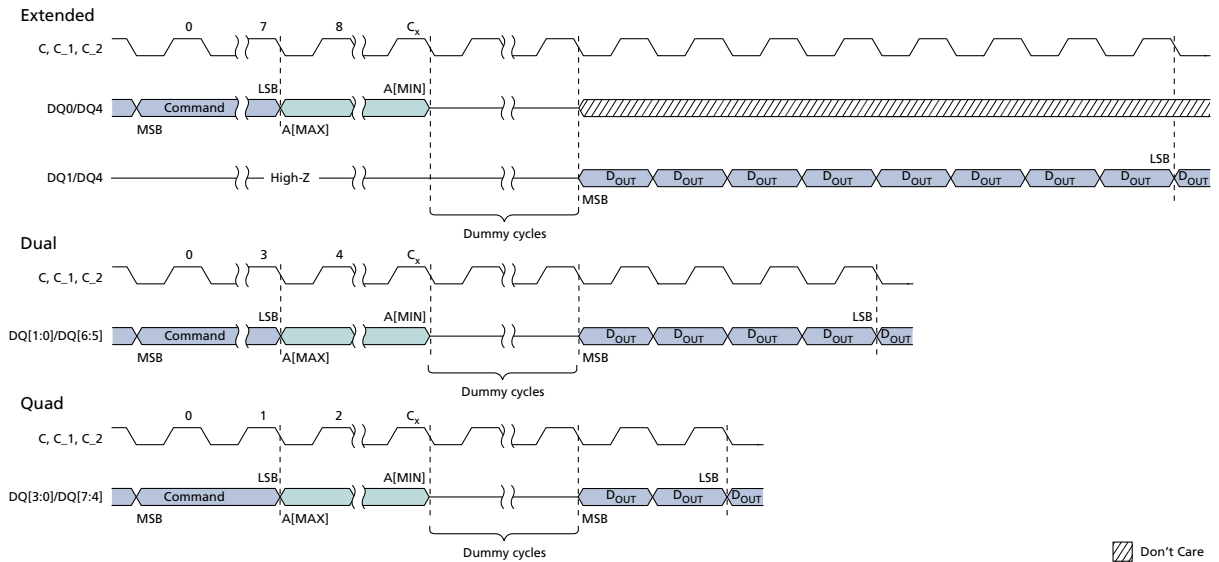 Extended
0 7 8 Cx
C, C_1, C_2
LSB A[MIN]
DQ0/DQ4 Command
MSB A[MAX]
LSB
DQ1/DQ4 High-Z DOUT DOUT DOUT DOUT DOUT DOUT DOUT DOUT DOUT
MSB
Dummy cycles
Dual
0 3 4 Cx
C, C_1, C_2
LSB A[MIN] LSB
DQ[1:0]/DQ[6:5] Command DOUT DOUT DOUT DOUT DOUT
MSB A[MAX] MSB
Dummy cycles
Quad
0 1 2 Cx
C, C_1, C_2
LSB A[MIN] LSB
DQ[3:0]/DQ[7:4] Command DOUT DOUT DOUT
MSB A[MAX] MSB
Dummy cycles
Don't Care